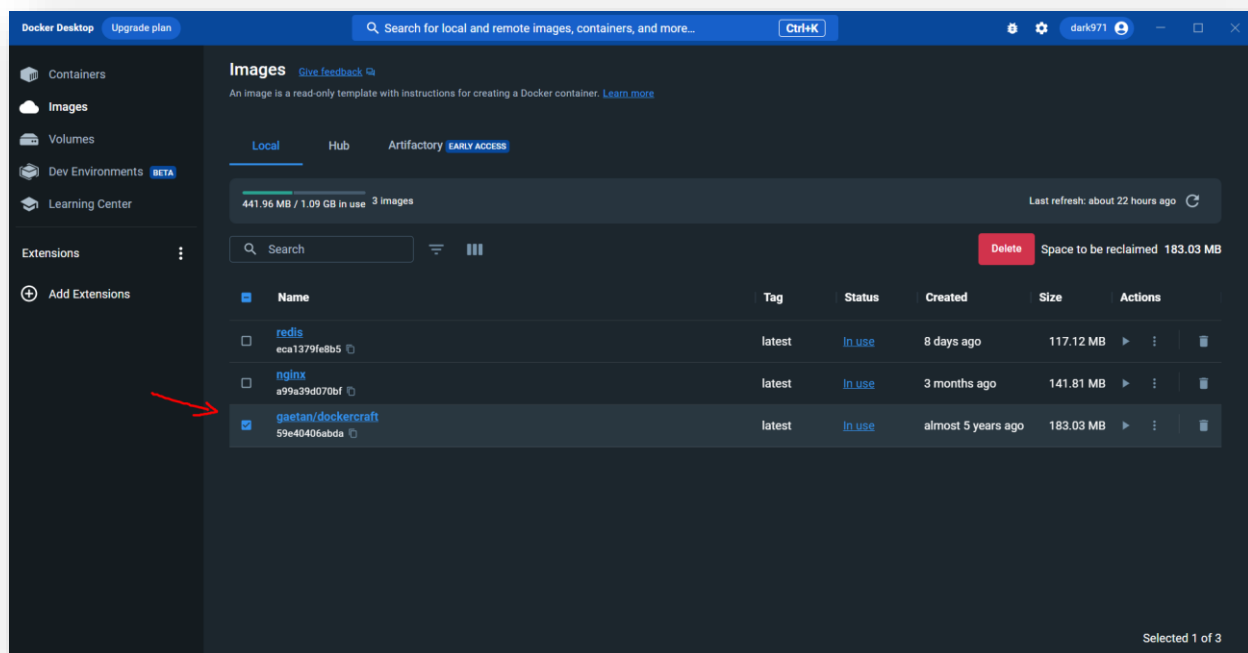 Docker Desktop Upgrade plan Search for local and remote images, containers, and more... Ctrl+K dark971
Containers
Images
Volumes
Dev Environments BETA
Learning Center
Extensions
Add Extensions
Images Give feedback
An image is a read-only template with instructions for creating a Docker container. Learn more
Local Hub Artifactory EARLY ACCESS
441.96 MB / 1.09 GB in use 3 images Last refresh: about 22 hours ago
Search Delete Space to be reclaimed 183.03 MB
Name Tag Status Created Size Actions
redis latest In use 8 days ago 117.12 MB
eca1379fe8b5
nginx latest In use 3 months ago 141.81 MB
a99a39d070bf
gaetan/dockercraft latest In use almost 5 years ago 183.03 MB
59e40406abda
Selected 1 of 3